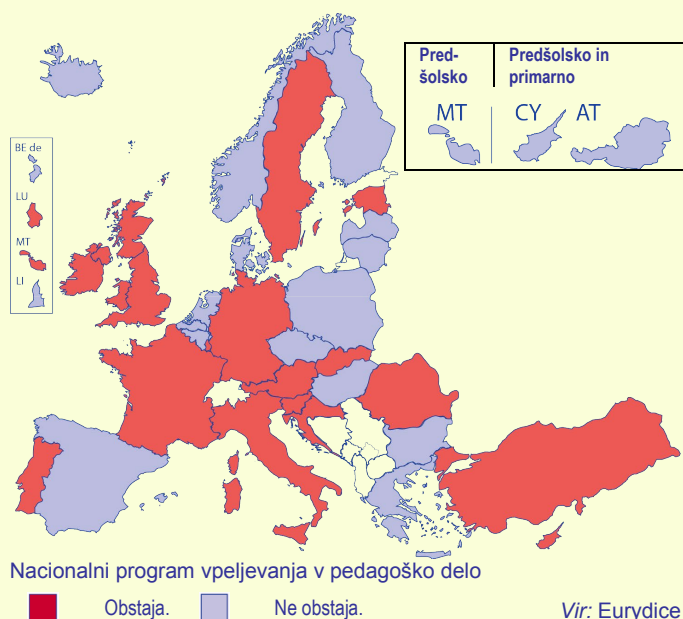 Pred-
šolsko
Predšolsko in
primarno
MT
CY
AT
BE de
LU
MT
LI
Nacionalni program vpeljevanja v pedagoško delo
Obstaja.
Ne obstaja.
Vir: Eurydice